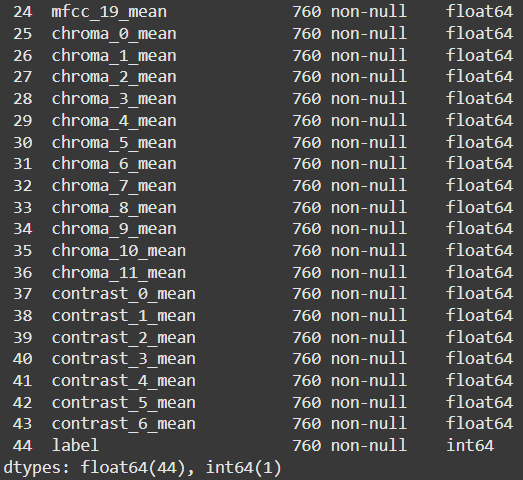 24 mfcc_19_mean 760 non-null float64
25 chroma_0_mean 760 non-null float64
26 chroma_1_mean 760 non-null float64
27 chroma_2_mean 760 non-null float64
28 chroma_3_mean 760 non-null float64
29 chroma_4_mean 760 non-null float64
30 chroma_5_mean 760 non-null float64
31 chroma_6_mean 760 non-null float64
32 chroma_7_mean 760 non-null float64
33 chroma_8_mean 760 non-null float64
34 chroma_9_mean 760 non-null float64
35 chroma_10_mean 760 non-null float64
36 chroma_11_mean 760 non-null float64
37 contrast_0_mean 760 non-null float64
38 contrast_1_mean 760 non-null float64
39 contrast_2_mean 760 non-null float64
40 contrast_3_mean 760 non-null float64
41 contrast_4_mean 760 non-null float64
42 contrast_5_mean 760 non-null float64
43 contrast_6_mean 760 non-null float64
44 label 760 non-null int64
dtypes: float64(44), int64(1)